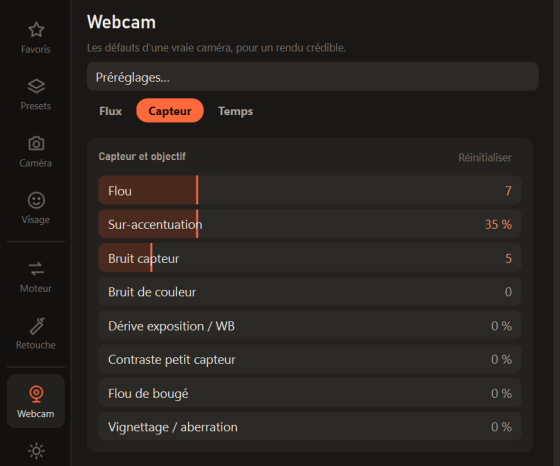 Webcam
Les défauts d'une vraie caméra, pour un rendu crédible.
Préréglages...
Flux Capteur Temps
Capteur et objectif Réinitialiser
Flou 7
Sur-accentuation 35 %
Bruit capteur 5
Bruit de couleur 0
Dérive exposition / WB 0 %
Contraste petit capteur 0 %
Flou de bougé 0 %
Vignettage / aberration 0 %
Favoris
Presets
Caméra
Visage
Moteur
Retouche
Webcam